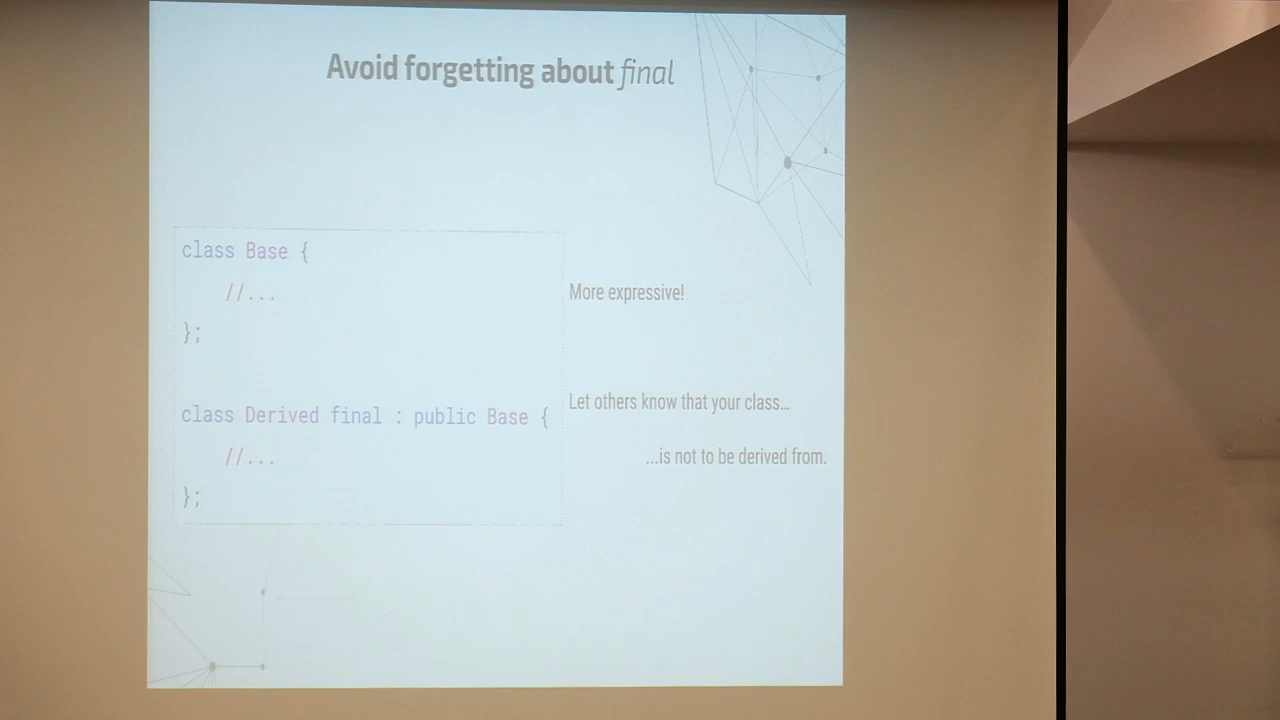 Avoid forgetting about final
class Base {
//...
};
class Derived final : public Base {
//...
};
More expressive!
Let others know that your class...
...is not to be derived from.